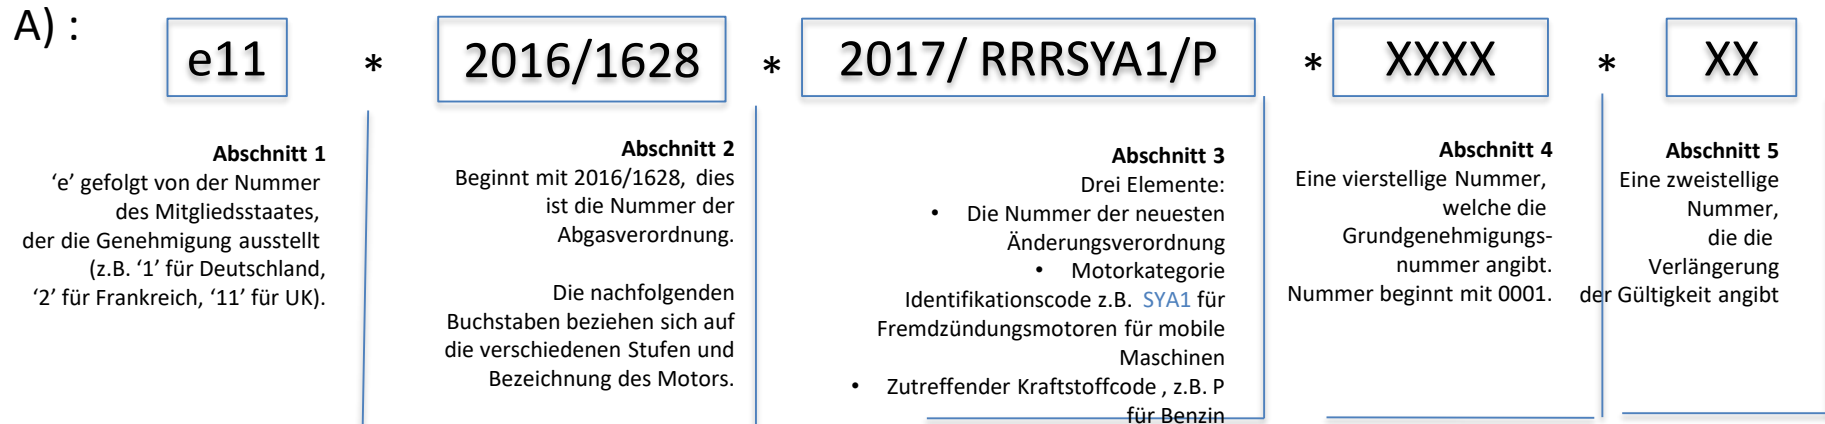 A) :
e11 * 2016/1628 * 2017/ RRRSYA1/P * XXXX * XX
Abschnitt 1
‘e’ gefolgt von der Nummer
des Mitgliedsstaates,
der die Genehmigung ausstellt
(z.B. ‘1’ für Deutschland,
‘2’ für Frankreich, ‘11’ für UK).
Abschnitt 2
Beginnt mit 2016/1628, dies
ist die Nummer der
Abgasverordnung.
Die nachfolgenden
Buchstaben beziehen sich auf
die verschiedenen Stufen und
Bezeichnung des Motors.
Abschnitt 3
Drei Elemente:
• Die Nummer der neuesten
Änderungsverordnung
• Motorkategorie
Identifikationscode z.B. SYA1 für
Fremdzündungsmotoren für mobile
Maschinen
• Zutreffender Kraftstoffcode , z.B. P
für Benzin
Abschnitt 4
Eine vierstellige Nummer,
welche die
Grundgenehmigungs-
nummer angibt.
Nummer beginnt mit 0001.
Abschnitt 5
Eine zweistellige
Nummer,
die die
Verlängerung
der Gültigkeit angibt